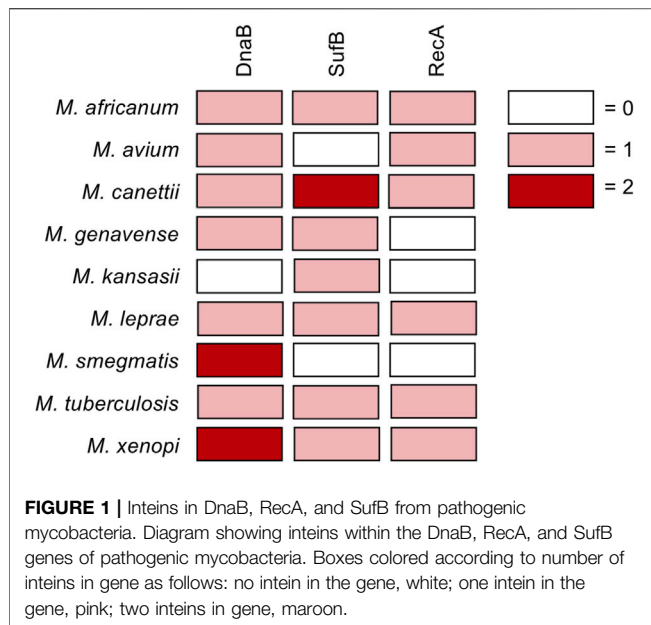 DnaB
SufB
RecA
M. africanum
= 0
M. avium
= 1
M. canettii
= 2
M. genavense
M. kansasii
M. leprae
M. smegmatis
M. tuberculosis
M. xenopi
FIGURE 1 | Inteins in DnaB, RecA, and SufB from pathogenic
mycobacteria. Diagram showing inteins within the DnaB, RecA, and SufB
genes of pathogenic mycobacteria. Boxes colored according to number of
inteins in gene as follows: no intein in the gene, white; one intein in the
gene, pink; two inteins in gene, maroon.